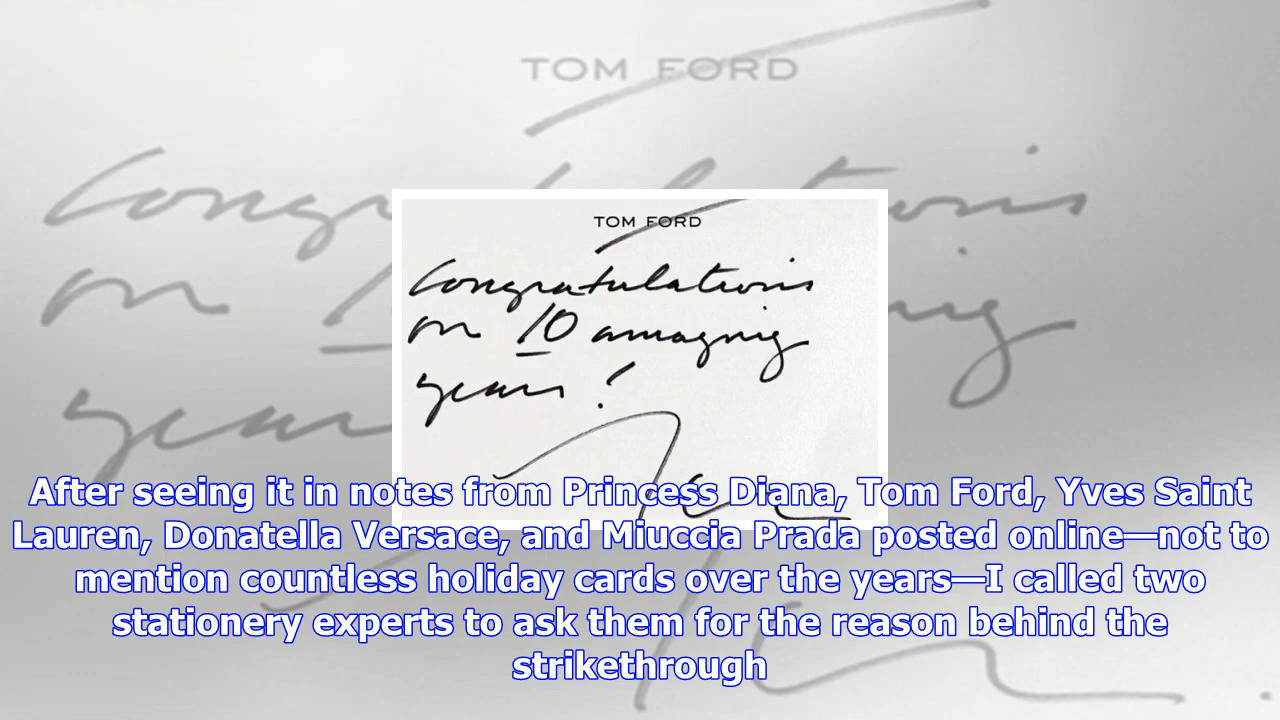 TOM FORD
TOM FORD
Congratulations
on 10 amazing
years!
Tom
After seeing it in notes from Princess Diana, Tom Ford, Yves Saint
Lauren, Donatella Versace, and Miuccia Prada posted online—not to
mention countless holiday cards over the years—I called two
stationery experts to ask them for the reason behind the
strikethrough